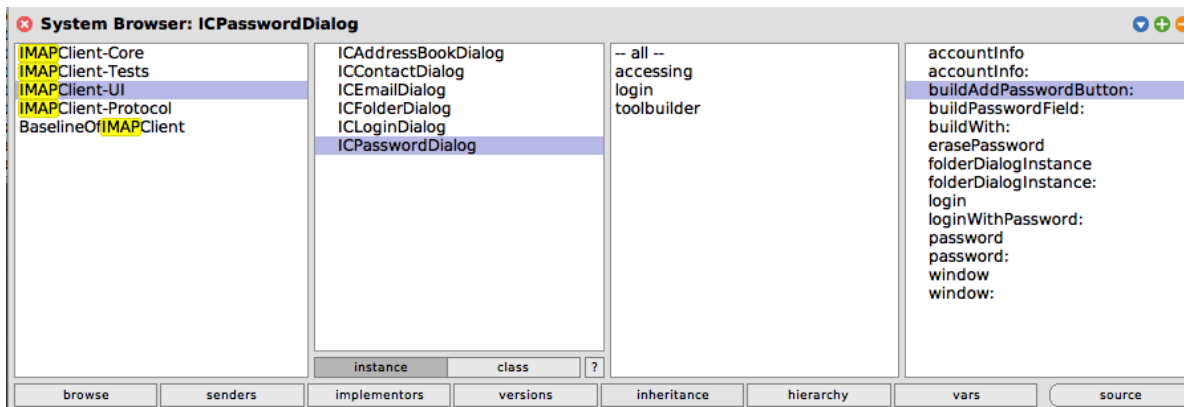 System Browser: ICPasswordDialog
IMAPClient-Core
IMAPClient-Tests
IMAPClient-UI
IMAPClient-Protocol
BaselineOfIMAPClient
ICAddressBookDialog
ICContactDialog
ICEmailDialog
ICFolderDialog
ICLoginDialog
ICPasswordDialog
instance
class
?
-- all --
accessing
login
toolbuilder
accountInfo
accountInfo:
buildAddPasswordButton:
buildPasswordField:
buildWith:
erasePassword
folderDialogInstance
folderDialogInstance:
login
loginWithPassword:
password
password:
window
window:
browse
senders
implementors
versions
inheritance
hierarchy
vars
source